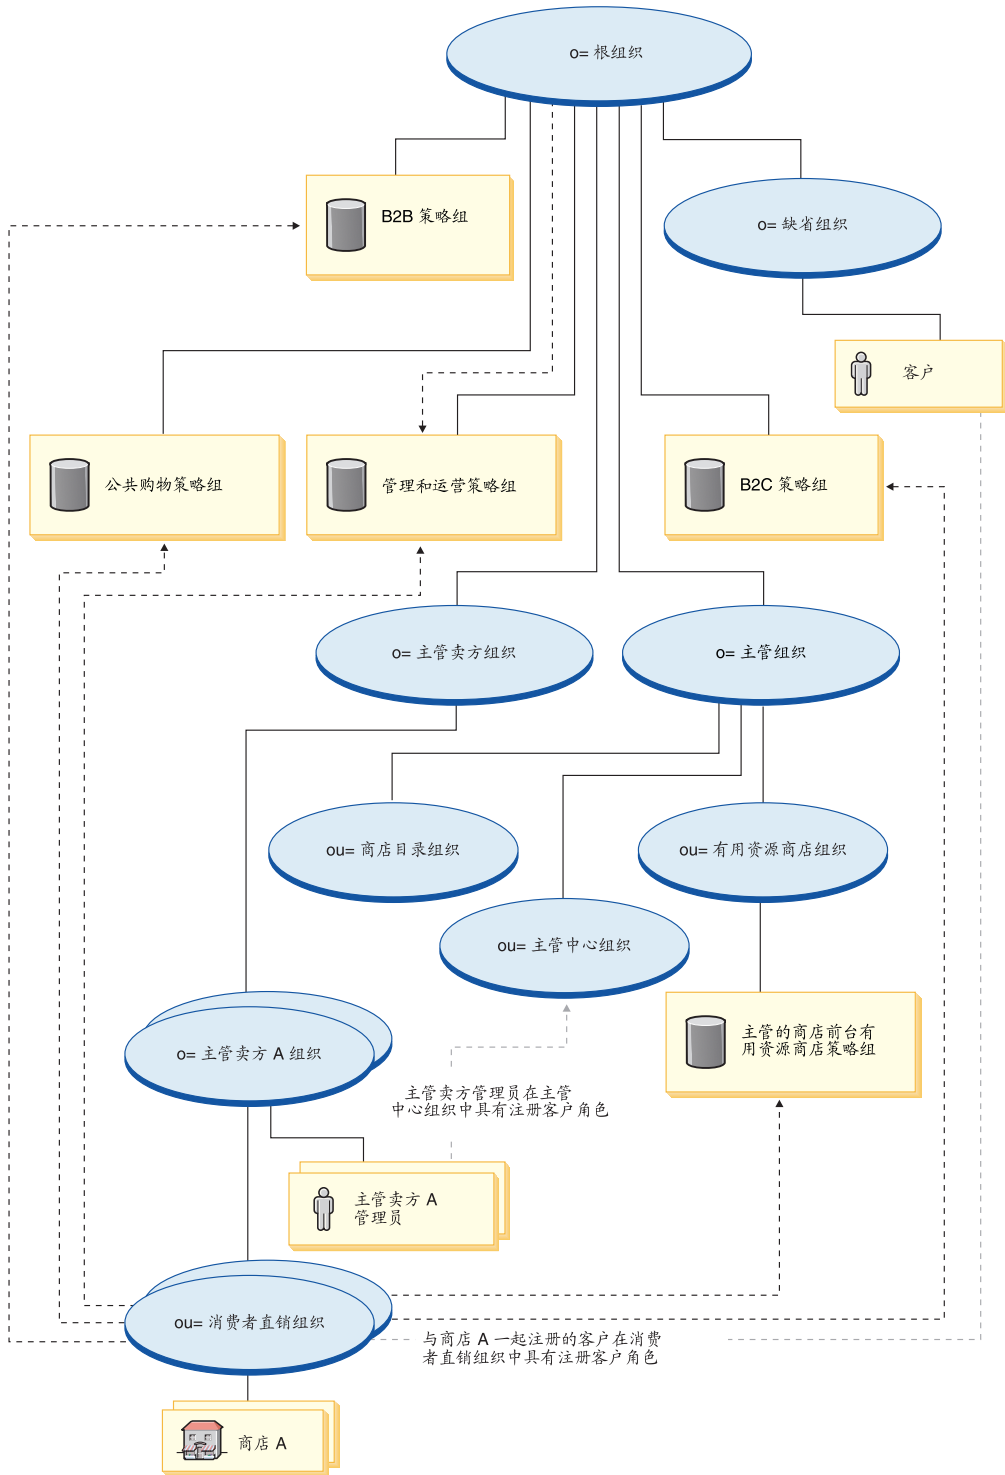 o= 根组织
B2B 策略组
o= 缺省组织
客户
公共购物策略组
管理和运营策略组
B2C 策略组
o= 主管卖方组织
o= 主管组织
ou= 商店目录组织
ou= 有用资源商店组织
ou= 主管中心组织
主管的商店前台有
用资源商店策略组
o= 主管卖方 A 组织
主管卖方管理员在主管
中心组织中具有注册客户角色
主管卖方 A
管理员
ou= 消费者直销组织
与商店 A 一起注册的客户在消费
者直销组织中具有注册客户角色
商店 A